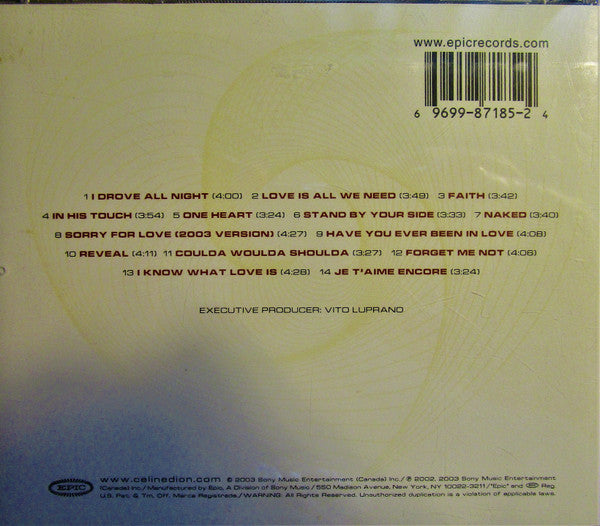 www.epicrecords.com
6 9699-87185-2 4
1 I DROVE ALL NIGHT (4:00) 2 LOVE IS ALL WE NEED (3:49) 3 FAITH (3:42)
4 IN HIS TOUCH (3:54) 5 ONE HEART (3:24) 6 STAND BY YOUR SIDE (3:33) 7 NAKED (3:40)
8 SORRY FOR LOVE (2003 VERSION) (4:27) 9 HAVE YOU EVER BEEN IN LOVE (4:08)
10 REVEAL (4:11) 11 COULDA WOULDA SHOULDA (3:27) 12 FORGET ME NOT (4:06)
13 I KNOW WHAT LOVE IS (4:28) 14 JE T'AIME ENCORE (3:24)
EXECUTIVE PRODUCER: VITO LUPRANO
EPIC www.celinedion.com © 2003 Sony Music Entertainment (Canada) Inc./ ℗ 2002, 2003 Sony Music Entertainment
(Canada) Inc./ Manufactured by Epic, A Division of Sony Music/ 550 Madison Avenue, New York, NY 10022-3211/"Epic" and EPIC Reg.
U.S. Pat. & Tm. Off. Marca Registrada./WARNING: All Rights Reserved. Unauthorized duplication is a violation of applicable laws.